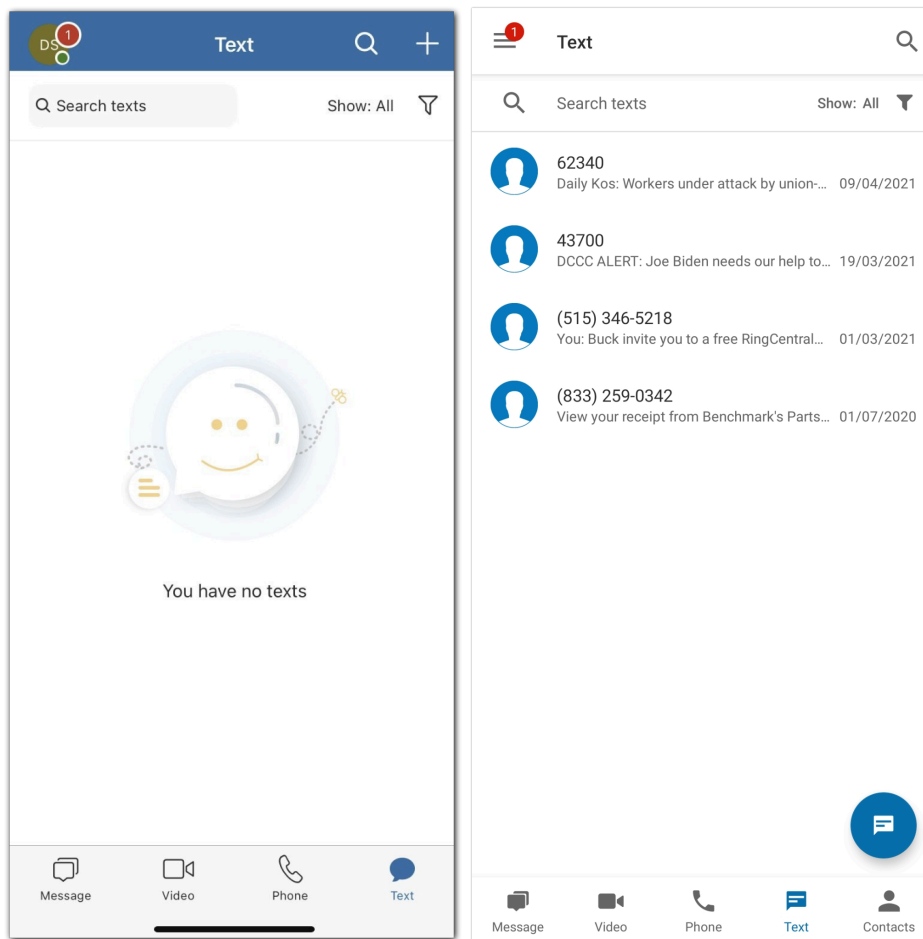 DS
1
Text
Search texts
Show: All
You have no texts
Message
Video
Phone
Text
1
Text
Search texts
Show: All
62340
Daily Kos: Workers under attack by union-... 09/04/2021
43700
DCCC ALERT: Joe Biden needs our help to... 19/03/2021
(515) 346-5218
You: Buck invite you to a free RingCentral... 01/03/2021
(833) 259-0342
View your receipt from Benchmark's Parts... 01/07/2020
Message
Video
Phone
Text
Contacts